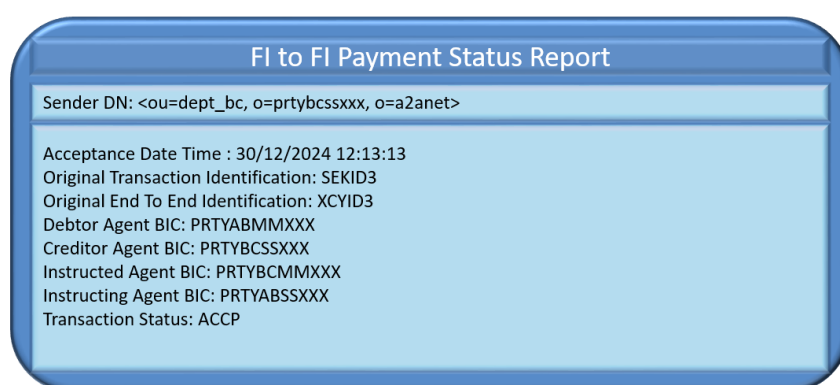 FI to FI Payment Status Report
Sender DN: <ou=dept_bc, o=prtybcssxxx, o=a2anet>
Acceptance Date Time : 30/12/2024 12:13:13
Original Transaction Identification: SEKID3
Original End To End Identification: XCYID3
Debtor Agent BIC: PRTYABMMXXX
Creditor Agent BIC: PRTYBCSSXXX
Instructed Agent BIC: PRTYBCMMXXX
Instructing Agent BIC: PRTYABSSXXX
Transaction Status: ACCP